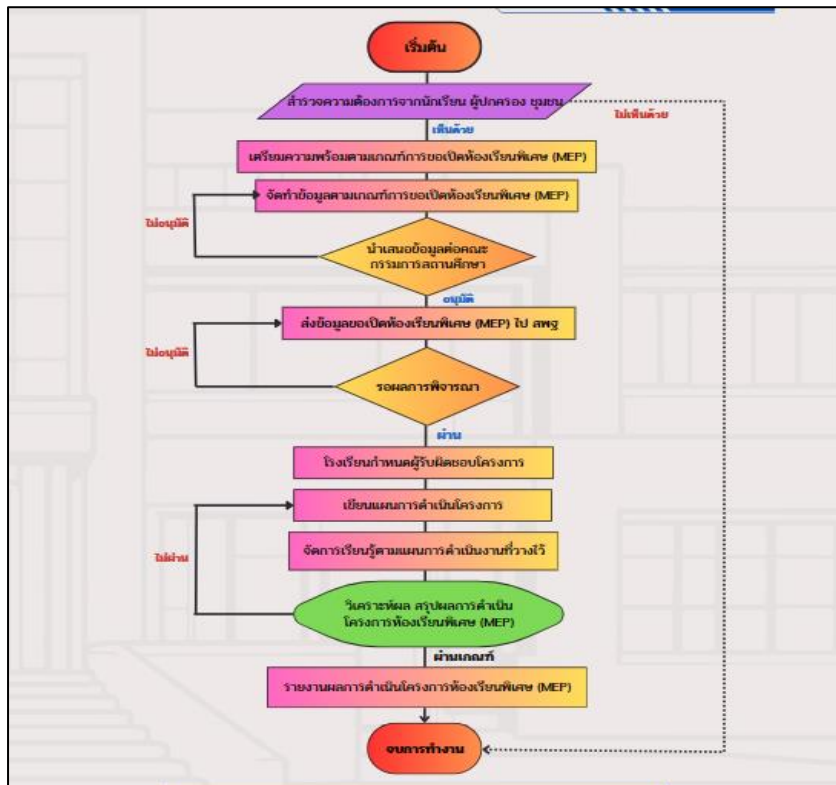 เริ่มต้น
สำรวจความต้องการจากนักเรียน ผู้ปกครอง ชุมชน
ไม่เห็นด้วย
เห็นด้วย
เตรียมความพร้อมตามเกณฑ์การขอเปิดห้องเรียนพิเศษ (MEP)
จัดทำข้อมูลตามเกณฑ์การขอเปิดห้องเรียนพิเศษ (MEP)
ไม่อนุมัติ
นำเสนอข้อมูลต่อคณะ
กรรมการสถานศึกษา
อนุมัติ
ส่งข้อมูลขอเปิดห้องเรียนพิเศษ (MEP) ไป สพฐ
ไม่อนุมัติ
รอผลการพิจารณา
ผ่าน
โรงเรียนกำหนดผู้รับผิดชอบโครงการ
เขียนแผนการดำเนินโครงการ
จัดการเรียนรู้ตามแผนการดำเนินงานที่วางไว้
ไม่ผ่าน
วิเคราะห์ผล สรุปผลการดำเนิน
โครงการห้องเรียนพิเศษ (MEP)
ผ่านเกณฑ์
รายงานผลการดำเนินโครงการห้องเรียนพิเศษ (MEP)
จบการทำงาน